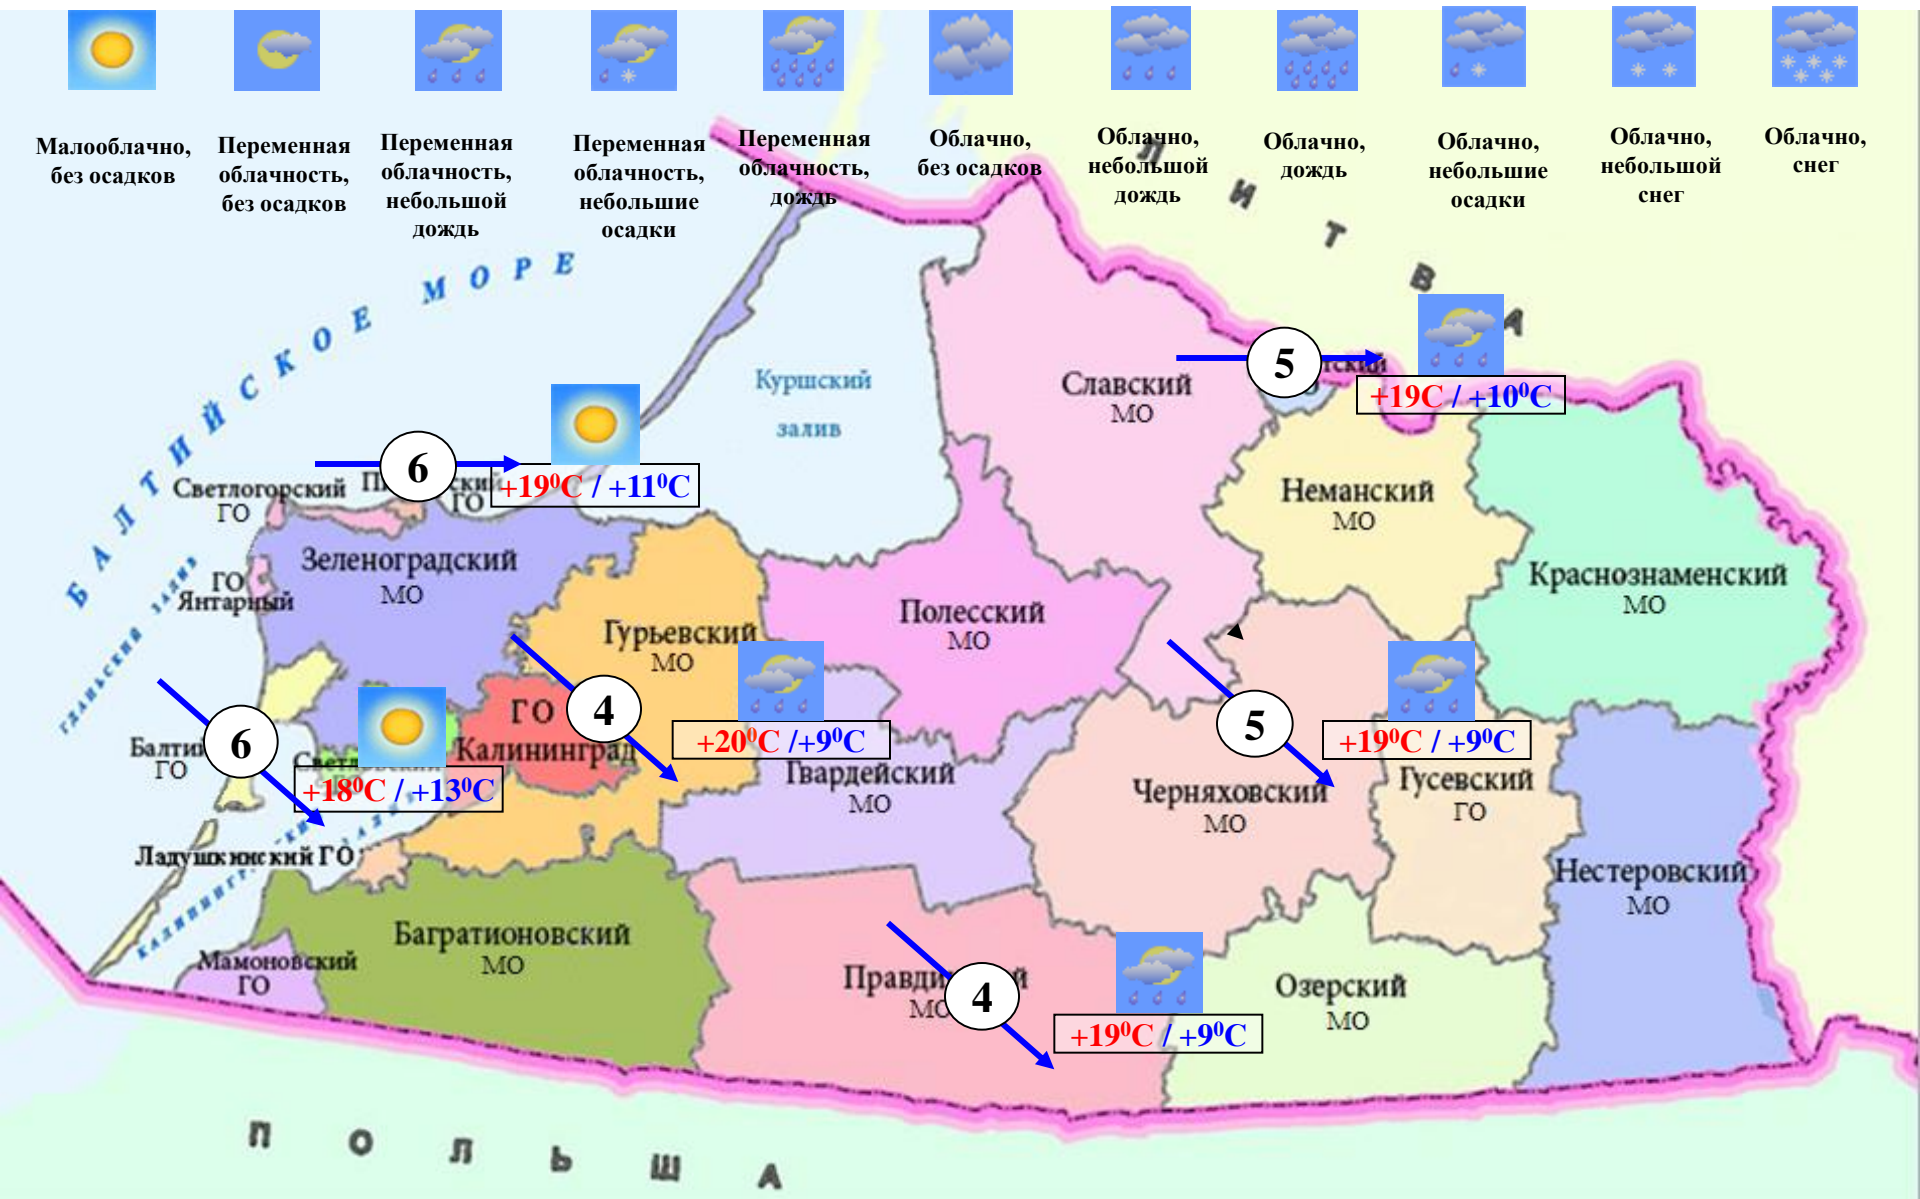 Малооблачно,
без осадков
Переменная
облачность,
без осадков
Переменная
облачность,
небольшой
дождь
Переменная
облачность,
небольшие
осадки
Переменная
облачность,
дождь
Облачно,
без осадков
Облачно,
небольшой
дождь
Облачно,
дождь
Облачно,
небольшие
осадки
Облачно,
небольшой
снег
Облачно,
снег
ЛИТВА
БАЛТИЙСКОЕ МОРЕ
Куршский
залив
Славский
МО
5
+19С / +10⁰С
6
+19⁰С / +11⁰С
Светлогорский
ГО
ГО
Неманский
МО
Зеленоградский
МО
ГО
Янтарный
Краснознаменский
МО
Гурьевский
МО
Полесский
МО
4
ГО
Калининград
6
ГО
+18⁰С / +13⁰С
+20⁰С /+9⁰С
5
+19⁰С / +9⁰С
Гвардейский
МО
Черняховский
МО
Гусевский
ГО
Ладушкинский ГО
Нестеровский
МО
Багратионовский
МО
Мамоновский
ГО
4
+19⁰С / +9⁰С
Озерский
МО
ПОЛЬША